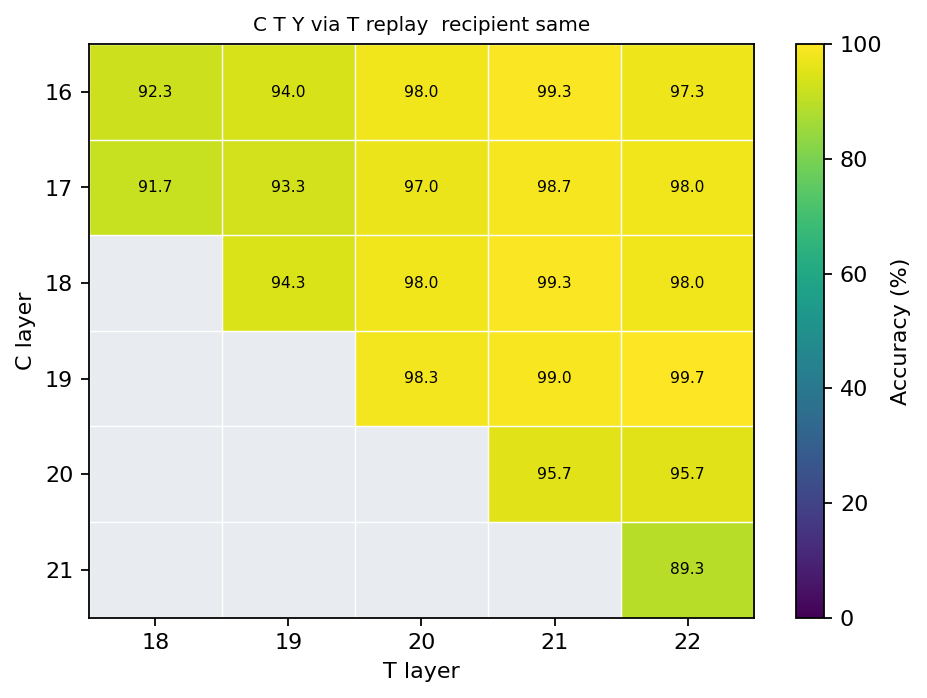 C T Y via T replay  recipient same
16 92.3 94.0 98.0 99.3 97.3
17 91.7 93.3 97.0 98.7 98.0
18 94.3 98.0 99.3 98.0
19 98.3 99.0 99.7
20 95.7 95.7
21 89.3
18 19 20 21 22
T layer
C layer
100
80
60
40
20
0
Accuracy (%)